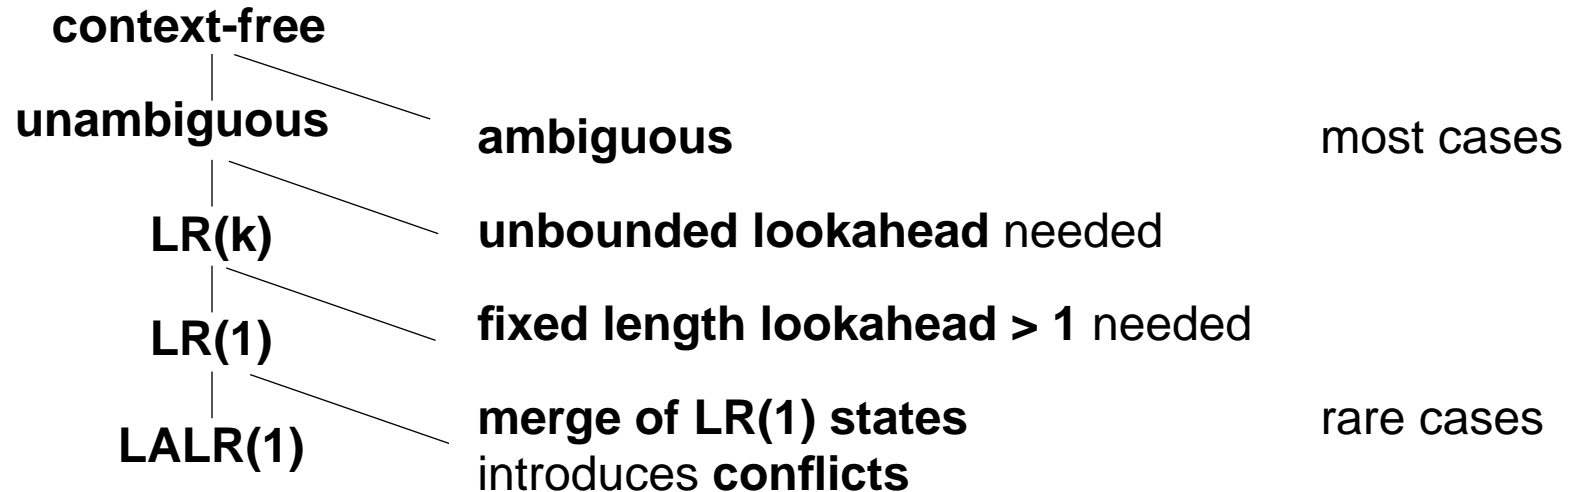 context-free
unambiguous
ambiguous most cases
LR(k) unbounded lookahead needed
fixed length lookahead > 1 needed
LR(1)
merge of LR(1) states rare cases
LALR(1)
introduces conflicts